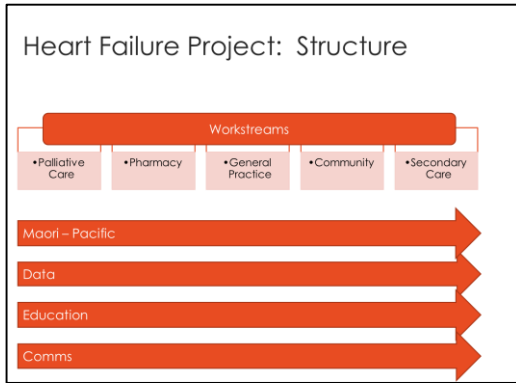 Heart Failure Project: Structure
Workstreams
•Palliative
Care
•Pharmacy
•General
Practice
•Community
•Secondary
Care
Maori – Pacific
Data
Education
Comms